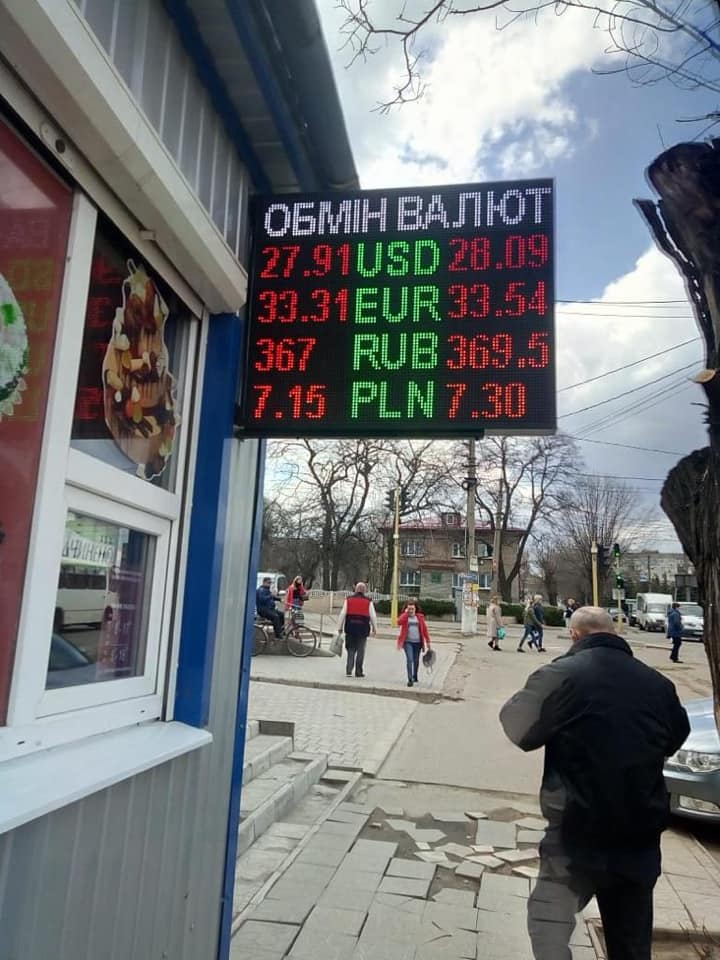 ОБМІН ВАЛЮТ
27.91 USD 28.09
33.31 EUR 33.54
367 RUB 369.5
7.15 PLN 7.30